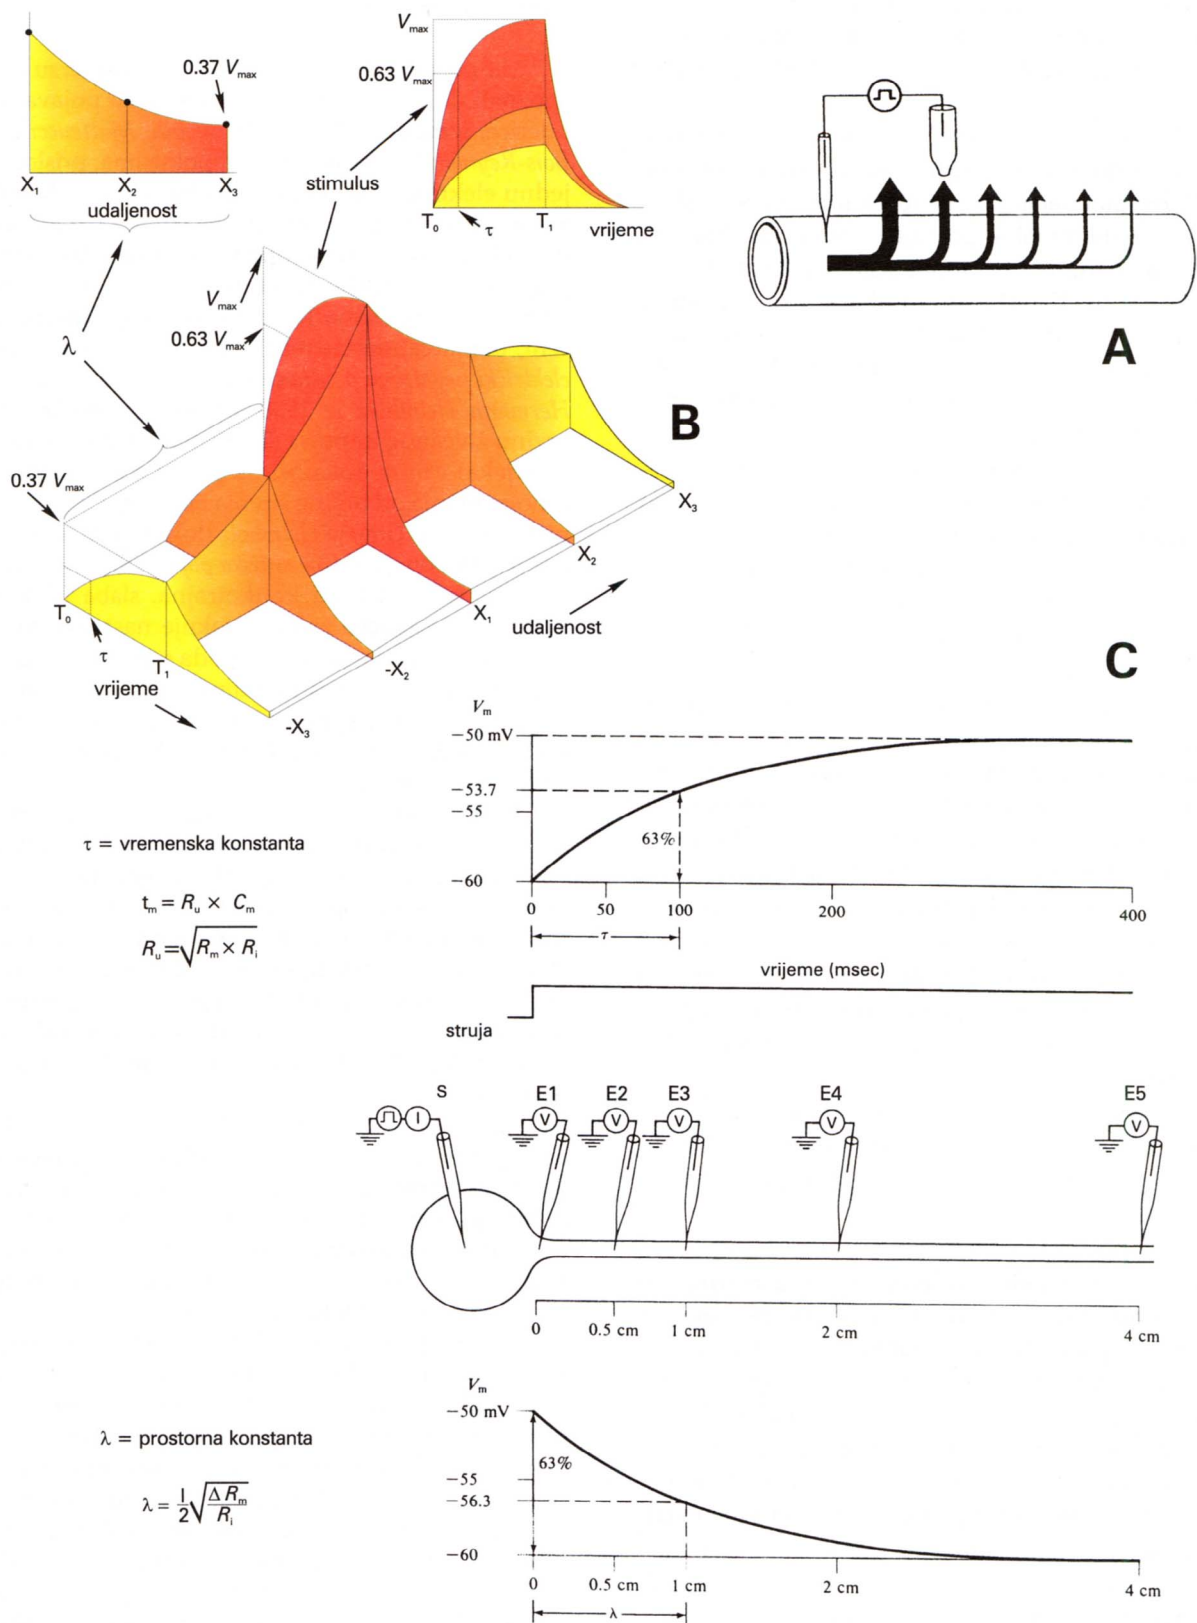 0.37 Vmax
X1 X2 X3
udaljenost
λ
stimulus
Vmax
0.63 Vmax
T0 τ T1 vrijeme
A
Vmax
0.63 Vmax
B
0.37 Vmax
T0
τ
T1
vrijeme
-X3
-X2
X1
X2
X3
udaljenost
C
τ = vremenska konstanta
tm = Ru × Cm
Ru = √Rm × Ri
Vm
−50 mV
−53.7
−55
−60
63%
0 50 100 200 400
τ
vrijeme (msec)
struja
S E1 E2 E3 E4 E5
I V V V V V
0 0.5 cm 1 cm 2 cm 4 cm
λ = prostorna konstanta
λ = 1/2 √Δ Rm/Ri
Vm
−50 mV
63%
−55
−56.3
−60
0 0.5 cm 1 cm 2 cm 4 cm
λ